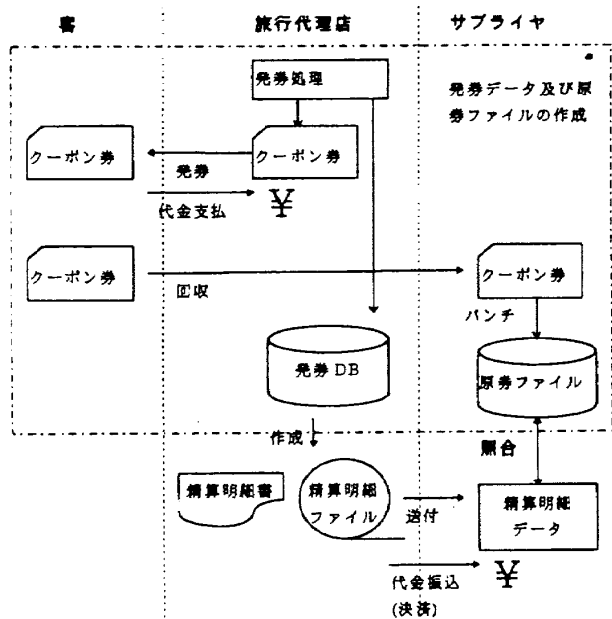 客
旅行代理店
サプライヤ
発券処理
発券データ及び原
券ファイルの作成
クーポン券
発券
クーポン券
代金支払
¥
クーポン券
回収
クーポン券
パンチ
発券DB
原券ファイル
作成
照合
精算明細書
精算明細
ファイル
送付
精算明細
データ
代金振込
(決済)
¥